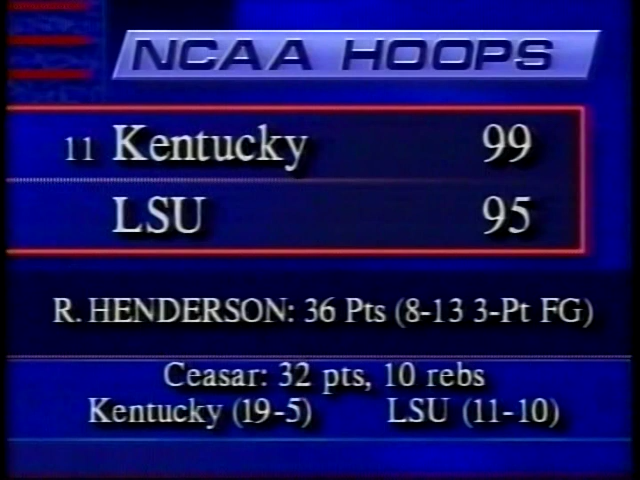 NCAA HOOPS
11 Kentucky 99
LSU 95
R. HENDERSON: 36 Pts (8-13 3-Pt FG)
Ceasar: 32 pts, 10 rebs
Kentucky (19-5) LSU (11-10)